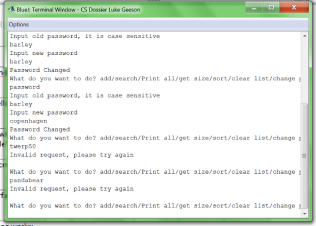 BlueJ: Terminal Window - CS Dossier Luke Geeson
Options
Input old password, it is case sensitive
barley
Input new password
barley
Password Changed
What do you want to do? add/search/Print all/get size/sort/clear list/change p
password
Input old password, it is case sensitive
barley
Input new password
copenhagen
Password Changed
What do you want to do? add/search/Print all/get size/sort/clear list/change p
twerp50
Invalid request, please try again
What do you want to do? add/search/Print all/get size/sort/clear list/change p
pandabear
Invalid request, please try again
What do you want to do? add/search/Print all/get size/sort/clear list/change p